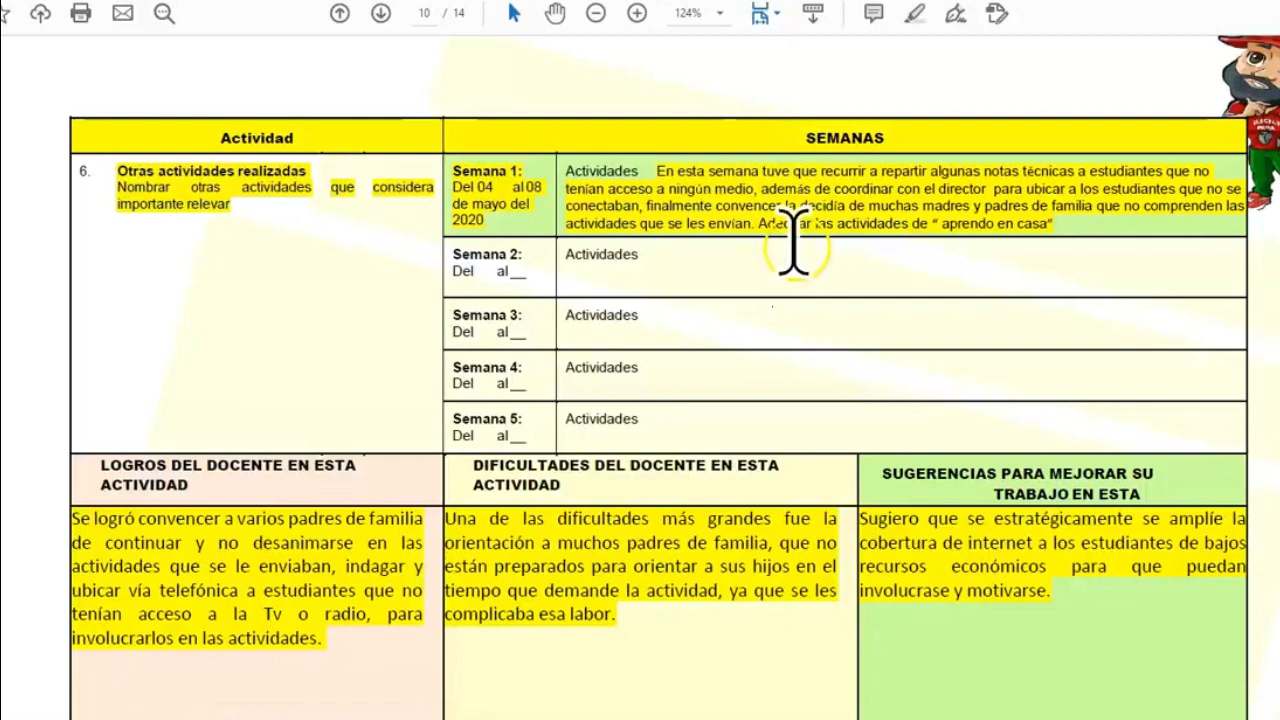 10 / 14
124%
Actividad
SEMANAS
6. Otras actividades realizadas
Nombrar otras actividades que considera
importante relevar
Semana 1:
Del 04 al 08
de mayo del
2020
Actividades En esta semana tuve que recurrir a repartir algunas notas técnicas a estudiantes que no
tenían acceso a ningún medio, además de coordinar con el director para ubicar a los estudiantes que no se
conectaban, finalmente convencer la decidía de muchas madres y padres de familia que no comprenden las
actividades que se les envían. las actividades de “ aprendo en casa”
Semana 2:
Del al__
Actividades
Semana 3:
Del al__
Actividades
Semana 4:
Del al__
Actividades
Semana 5:
Del al__
Actividades
LOGROS DEL DOCENTE EN ESTA
ACTIVIDAD
DIFICULTADES DEL DOCENTE EN ESTA
ACTIVIDAD
SUGERENCIAS PARA MEJORAR SU
TRABAJO EN ESTA
Se logró convencer a varios padres de familia
de continuar y no desanimarse en las
actividades que se le enviaban, indagar y
ubicar vía telefónica a estudiantes que no
tenían acceso a la Tv o radio, para
involucrarlos en las actividades.
Una de las dificultades más grandes fue la
orientación a muchos padres de familia, que no
están preparados para orientar a sus hijos en el
tiempo que demande la actividad, ya que se les
complicaba esa labor.
Sugiero que se estratégicamente se amplíe la
cobertura de internet a los estudiantes de bajos
recursos económicos para que puedan
involucrase y motivarse.